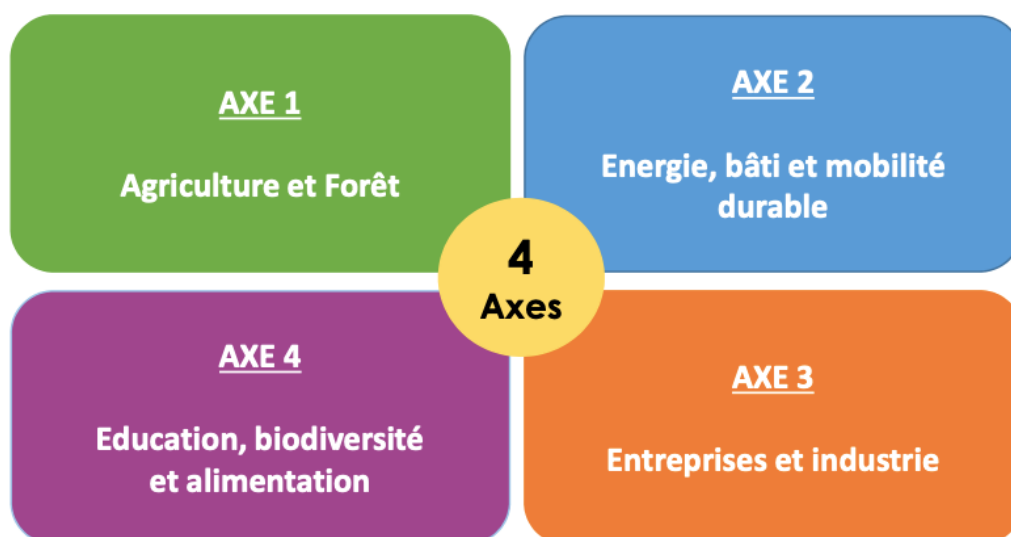 AXE 1
Agriculture et Forêt
AXE 2
Energie, bâti et mobilité
durable
4
Axes
AXE 4
Education, biodiversité
et alimentation
AXE 3
Entreprises et industrie